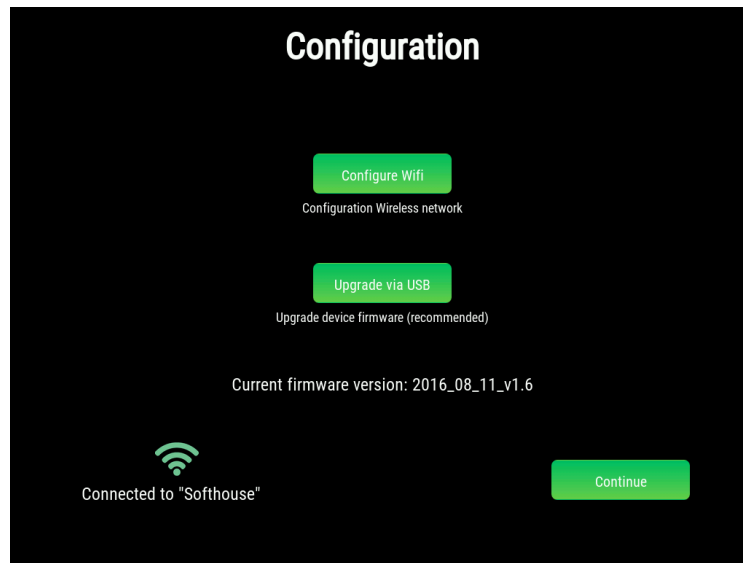 Configuration
Configure Wifi
Configuration Wireless network
Upgrade via USB
Upgrade device firmware (recommended)
Current firmware version: 2016_08_11_v1.6
Connected to "Softhouse"
Continue